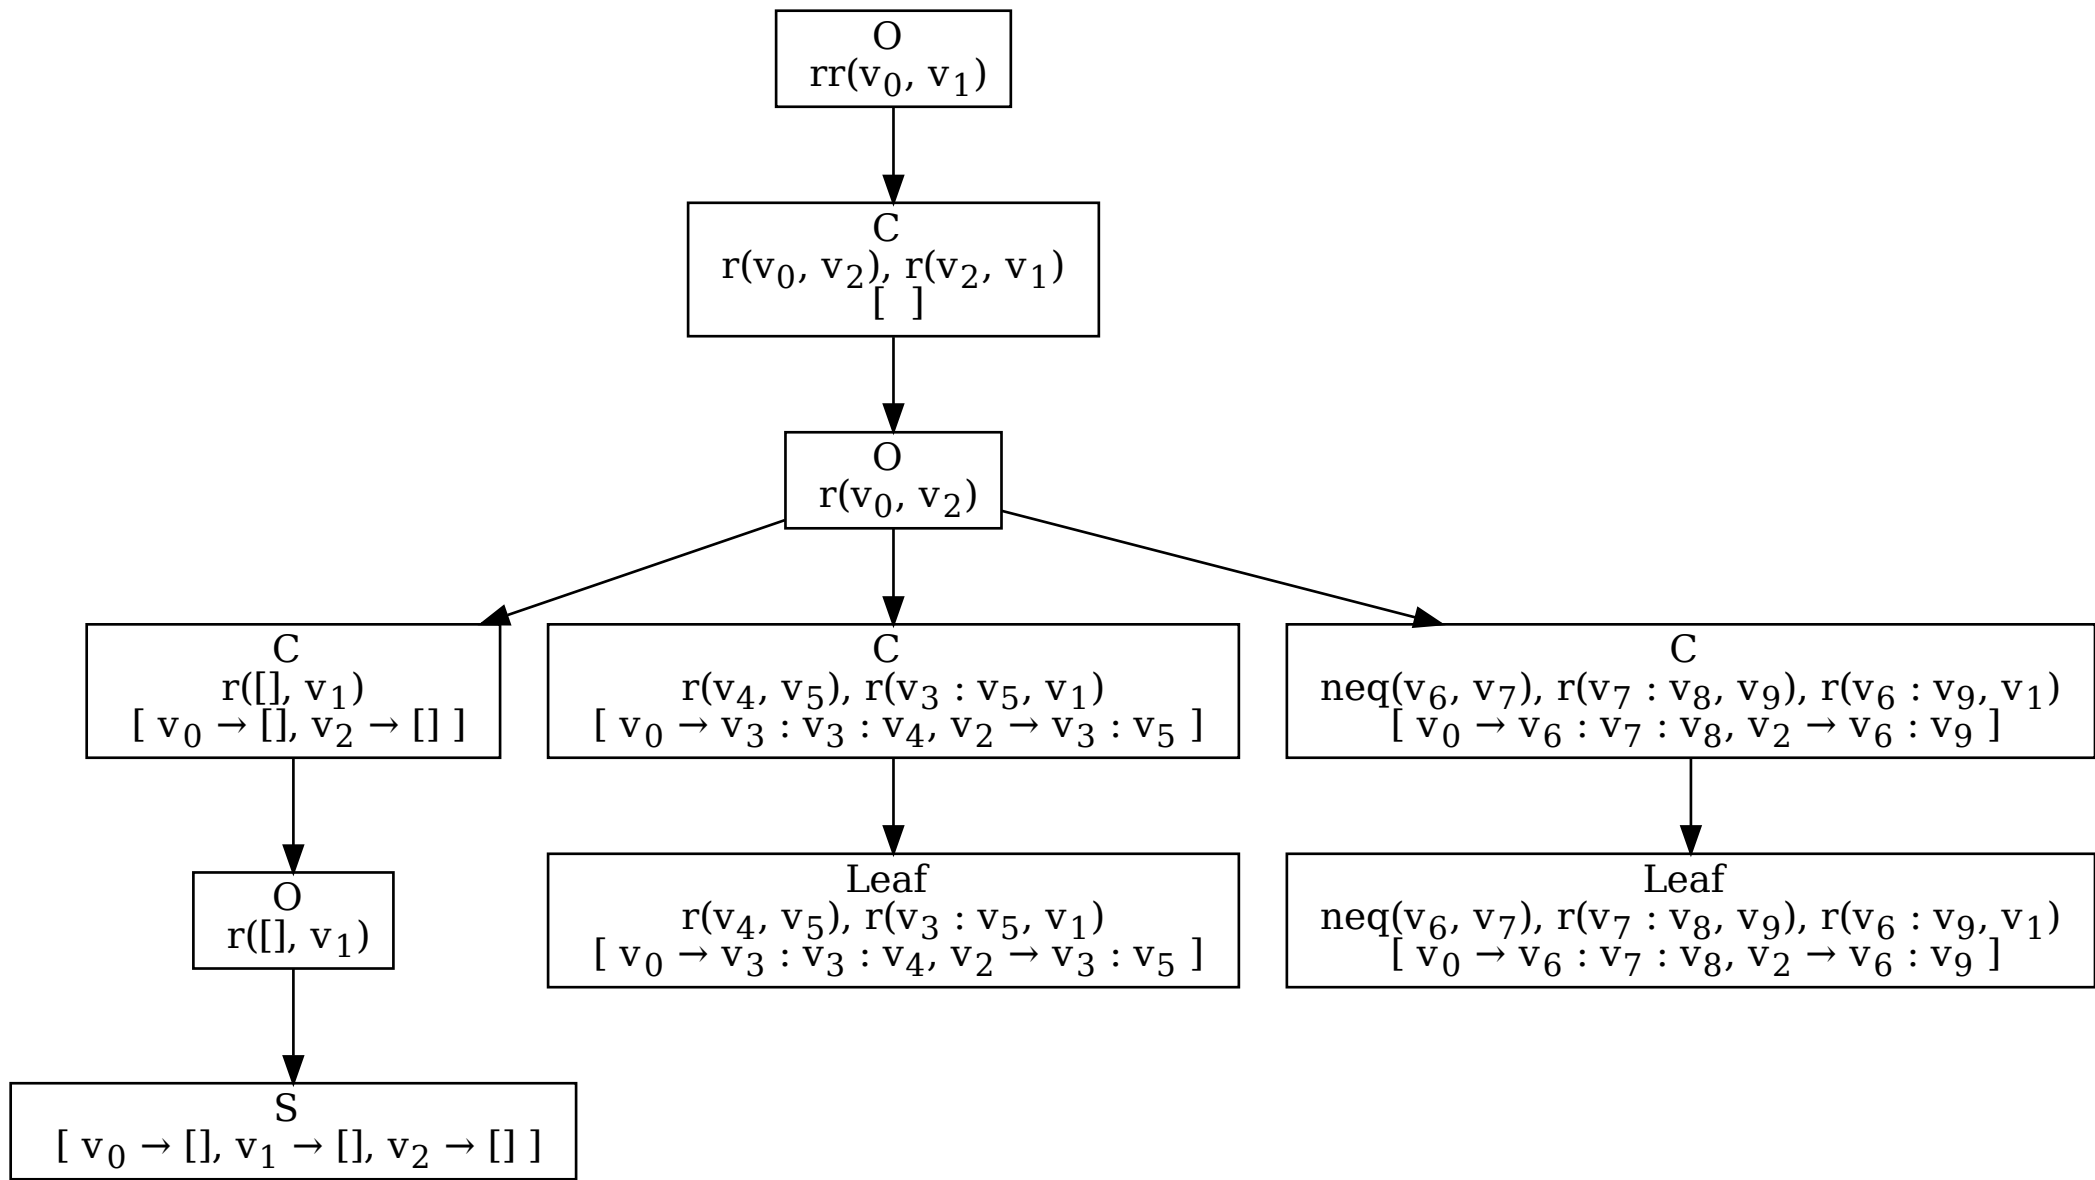 O
rr(v₀, v₁)
C
r(v₀, v₂), r(v₂, v₁)
[ ]
O
r(v₀, v₂)
C
r([], v₁)
[ v₀ → [], v₂ → [] ]
C
r(v₄, v₅), r(v₃ : v₅, v₁)
[ v₀ → v₃ : v₃ : v₄, v₂ → v₃ : v₅ ]
C
neq(v₆, v₇), r(v₇ : v₈, v₉), r(v₆ : v₉, v₁)
[ v₀ → v₆ : v₇ : v₈, v₂ → v₆ : v₉ ]
O
r([], v₁)
Leaf
r(v₄, v₅), r(v₃ : v₅, v₁)
[ v₀ → v₃ : v₃ : v₄, v₂ → v₃ : v₅ ]
Leaf
neq(v₆, v₇), r(v₇ : v₈, v₉), r(v₆ : v₉, v₁)
[ v₀ → v₆ : v₇ : v₈, v₂ → v₆ : v₉ ]
S
[ v₀ → [], v₁ → [], v₂ → [] ]